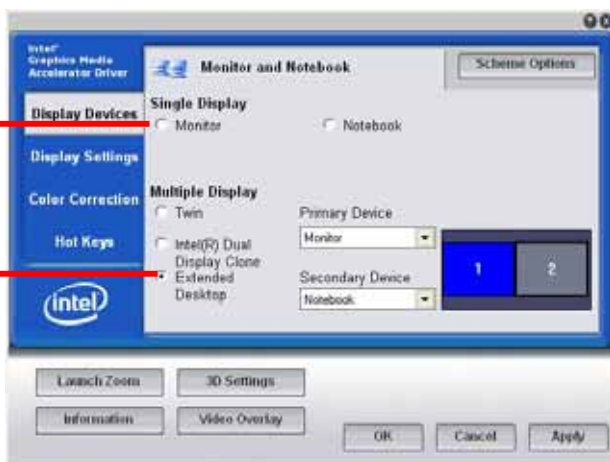 Intel®
Graphics Media
Accelerator Driver
Monitor and Notebook
Scheme Options
Display Devices
Display Settings
Color Correction
Hot Keys
intel
Single Display
Monitor
Notebook
Multiple Display
Twin
Intel(R) Dual
Display Clone
Extended
Desktop
Primary Device
Monitor
Secondary Device
Notebook
1
2
Launch Zoom
3D Settings
Information
Video Overlay
OK
Cancel
Apply